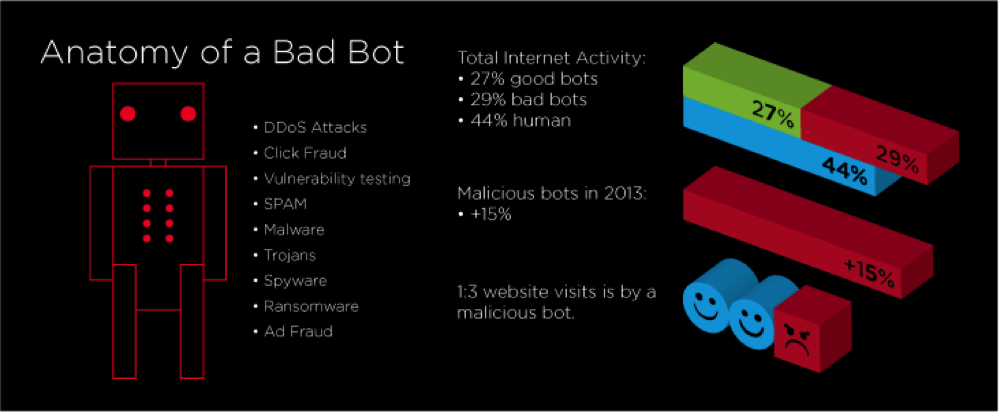 Anatomy of a Bad Bot
• DDoS Attacks
• Click Fraud
• Vulnerability testing
• SPAM
• Malware
• Trojans
• Spyware
• Ransomware
• Ad Fraud
Total Internet Activity:
• 27% good bots
• 29% bad bots
• 44% human
27%
29%
44%
Malicious bots in 2013:
• +15%
+15%
1:3 website visits is by a
malicious bot.